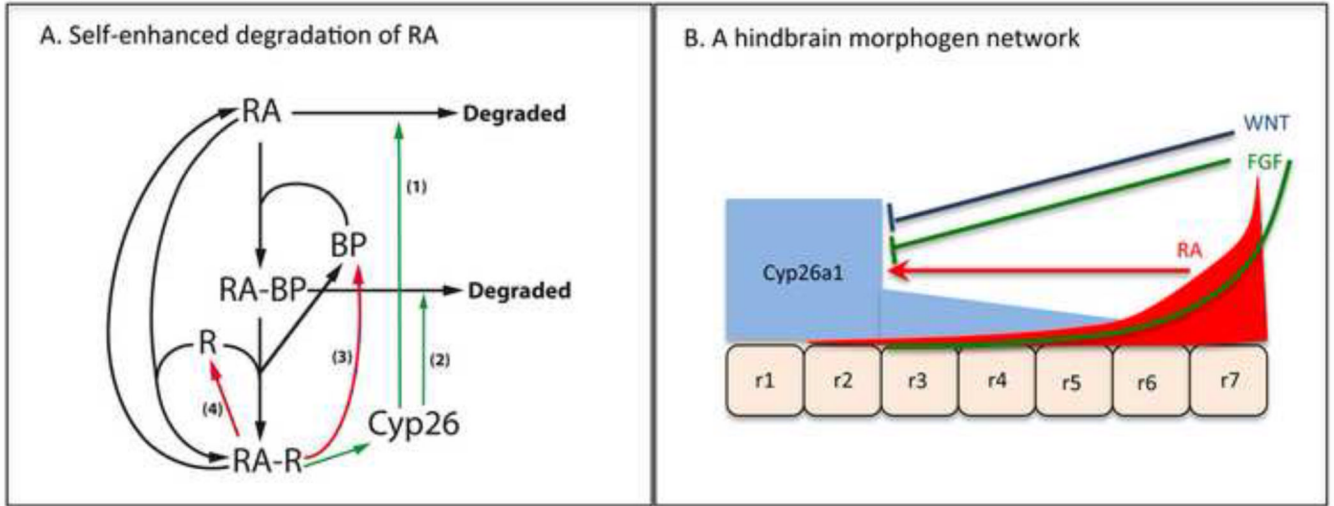 A. Self-enhanced degradation of RA
RA
Degraded
(1)
BP
RA-BP
Degraded
R
(3)
(2)
(4)
Cyp26
RA-R
B. A hindbrain morphogen network
WNT
FGF
RA
Cyp26a1
r1 r2 r3 r4 r5 r6 r7